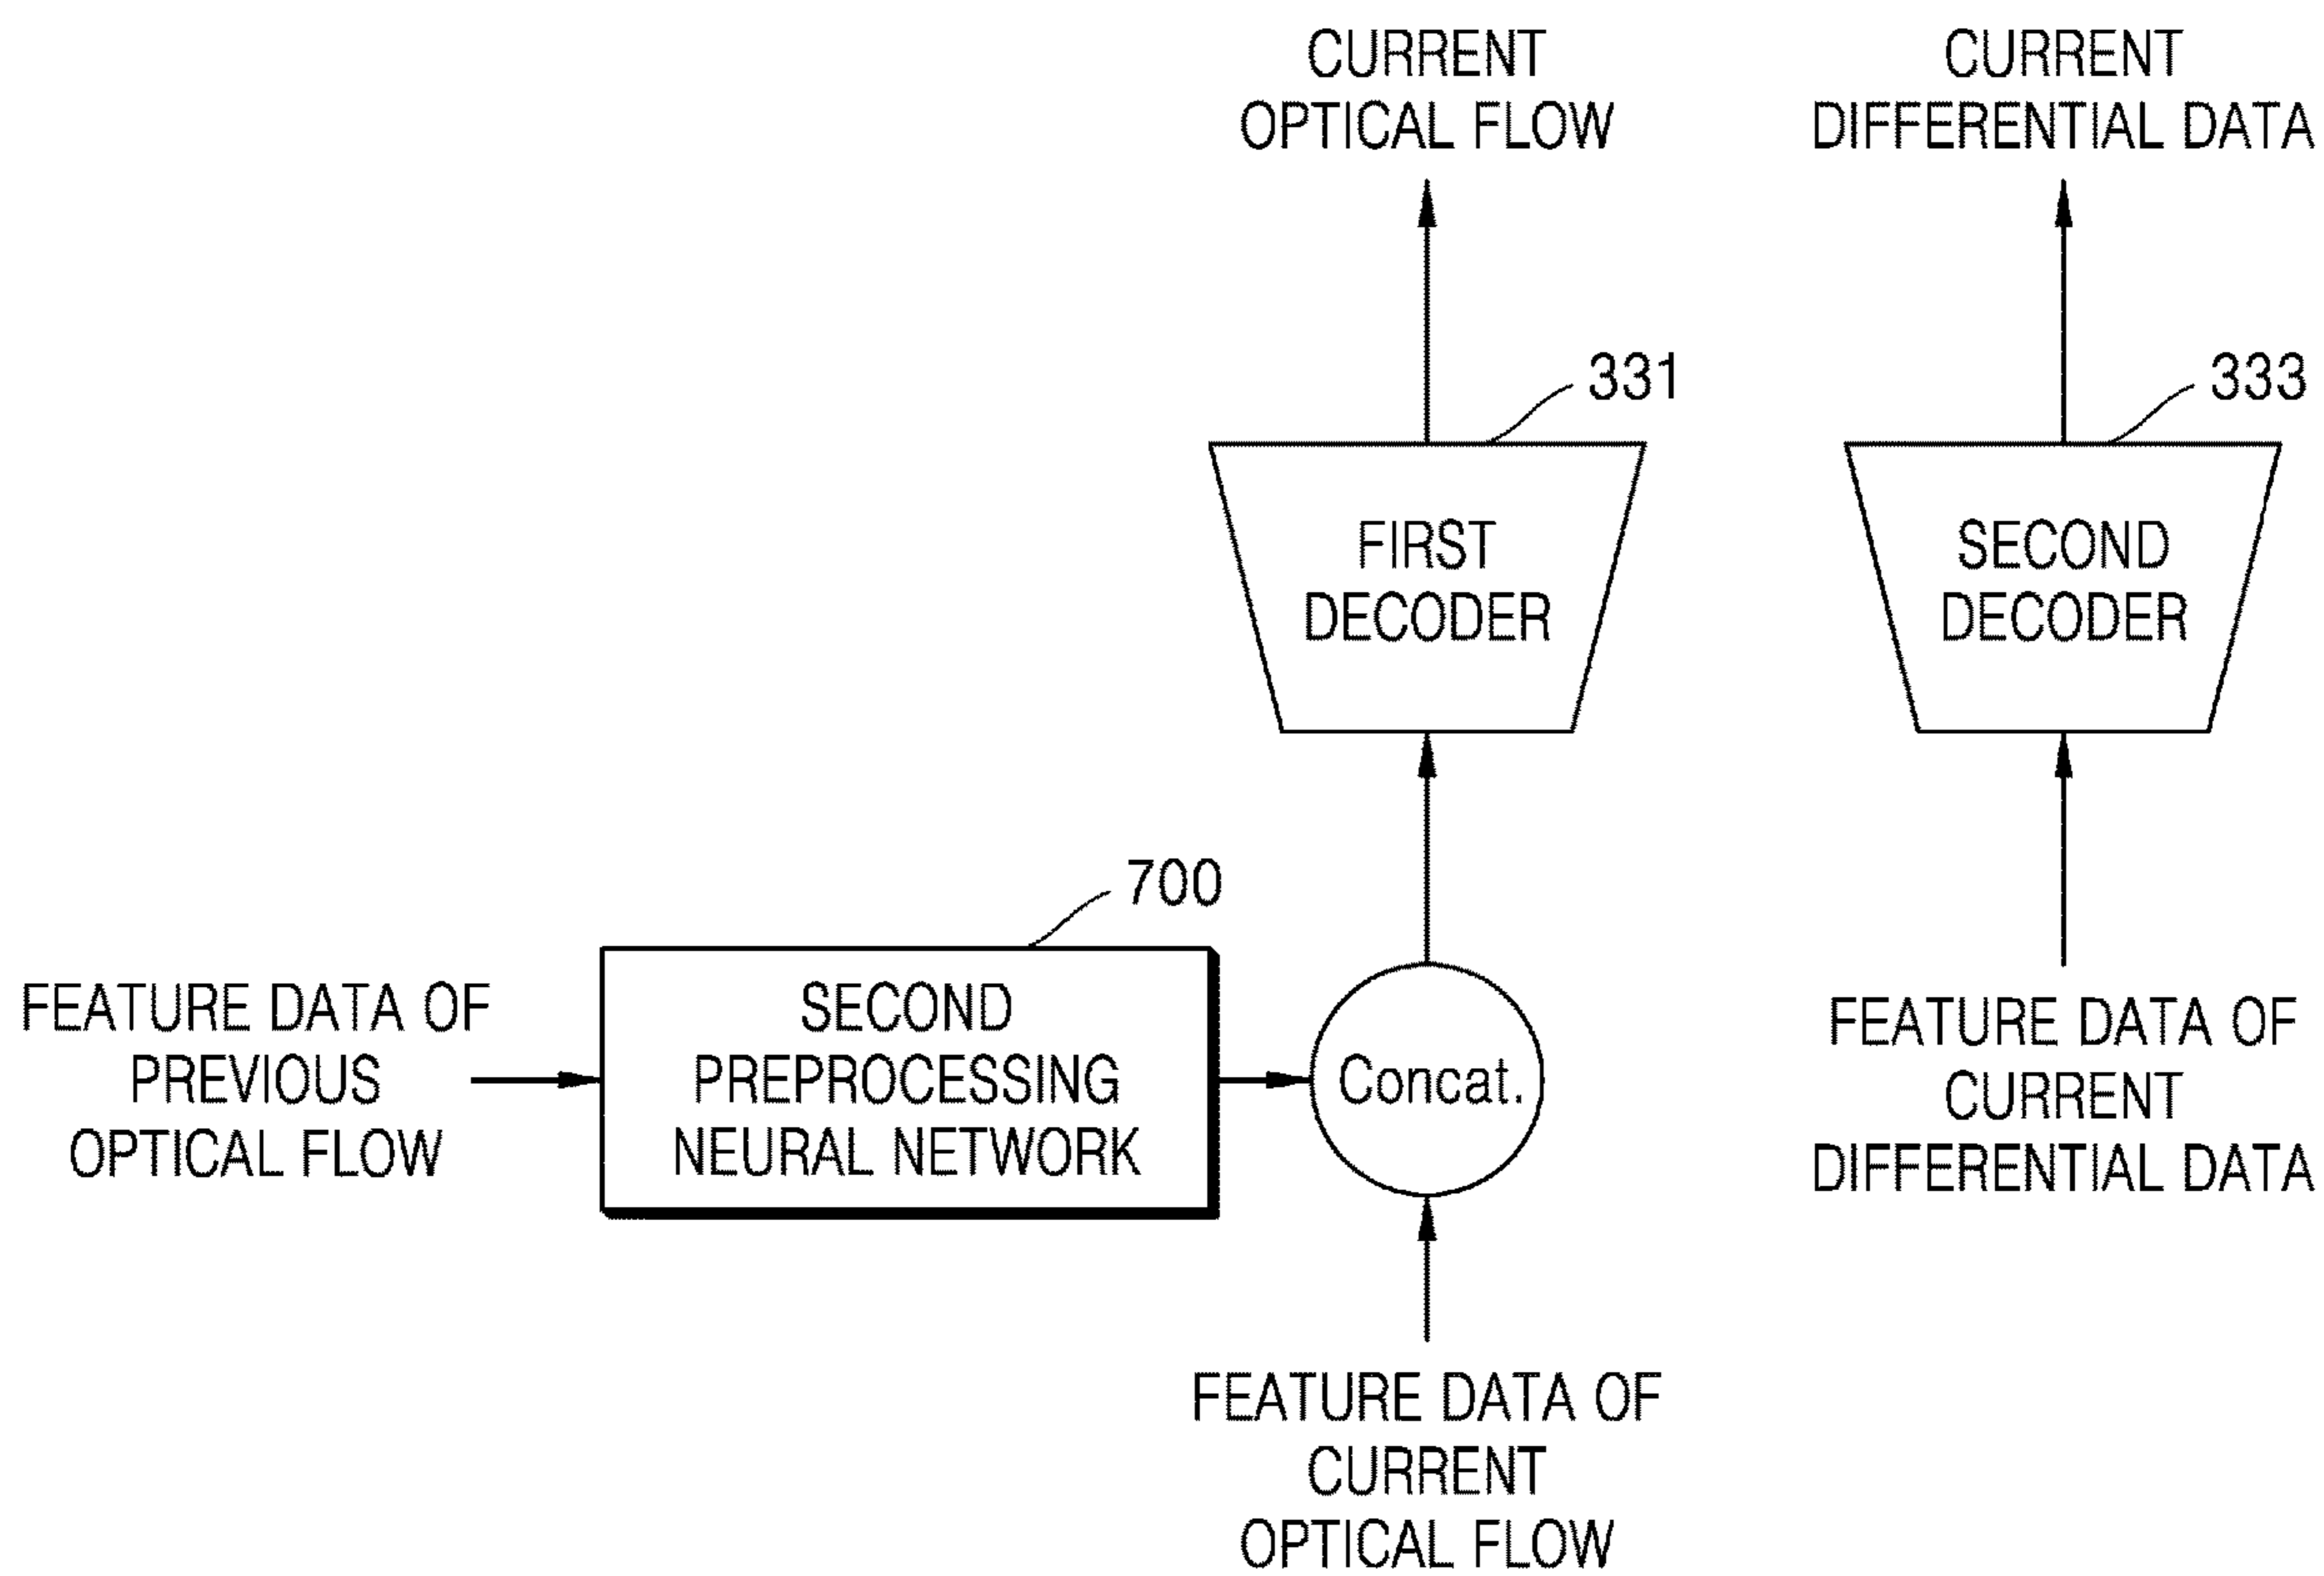 CURRENT
OPTICAL FLOW
CURRENT
DIFFERENTIAL DATA
331
333
FIRST
DECODER
SECOND
DECODER
700
FEATURE DATA OF
PREVIOUS
OPTICAL FLOW
SECOND
PREPROCESSING
NEURAL NETWORK
Concat.
FEATURE DATA OF
CURRENT
DIFFERENTIAL DATA
FEATURE DATA OF
CURRENT
OPTICAL FLOW